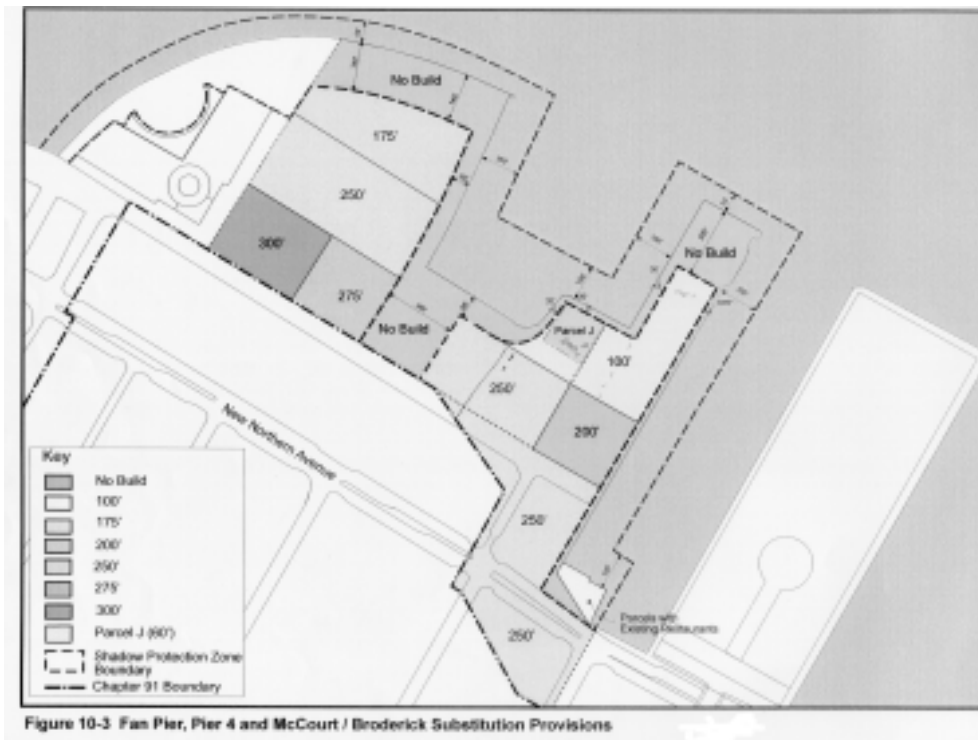 No Build
175'
250'
300'
275'
No Build
No Build
Parcel J
100'
250'
200'
250'
250'
New Northern Avenue
Parcels with
Existing Restaurants
Key
No Build
100'
175'
200'
250'
275'
300'
Parcel J (60')
Shadow Protection Zone
Boundary
Chapter 91 Boundary
Figure 10-3 Fan Pier, Pier 4 and McCourt / Broderick Substitution Provisions